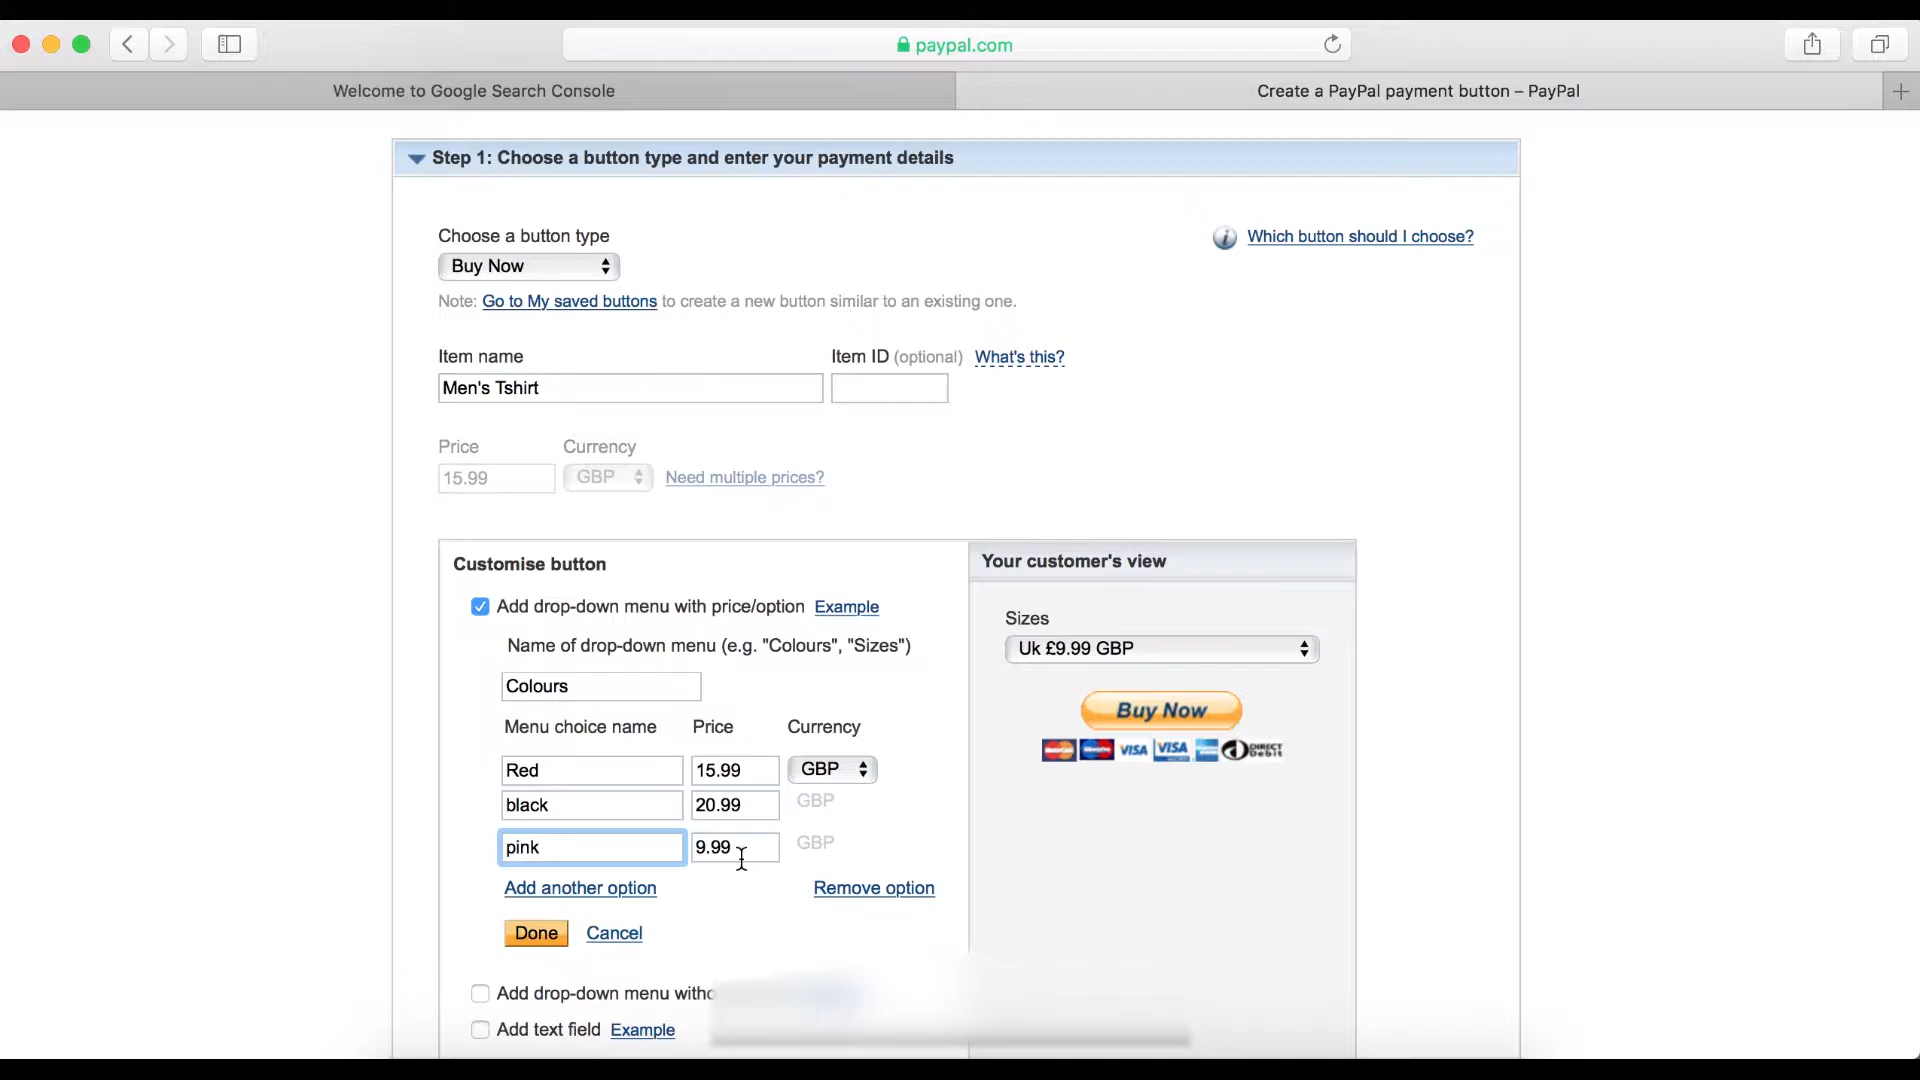 paypal.com
Welcome to Google Search Console
Create a PayPal payment button – PayPal
Step 1: Choose a button type and enter your payment details
Choose a button type
Which button should I choose?
Buy Now
Note: Go to My saved buttons to create a new button similar to an existing one.
Item name
Item ID (optional) What's this?
Men's Tshirt
Price Currency
15.99 GBP Need multiple prices?
Customise button
Your customer's view
Add drop-down menu with price/option Example
Sizes
Name of drop-down menu (e.g. "Colours", "Sizes")
Uk £9.99 GBP
Colours
Buy Now
Menu choice name Price Currency
VISA VISA DIRECT Debit
Red 15.99 GBP
black 20.99 GBP
pink 9.99 GBP
Add another option Remove option
Done Cancel
Add drop-down menu
Add text field Example